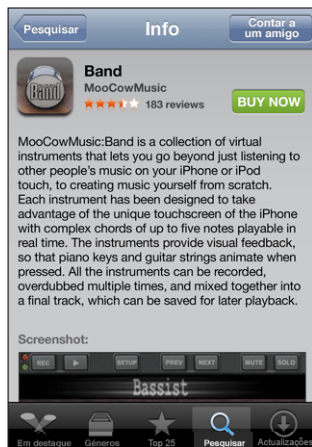 Pesquisar
Info
Contar a
um amigo
Band
MooCowMusic
183 reviews
BUY NOW
MooCowMusic:Band is a collection of virtual
instruments that lets you go beyond just listening to
other people's music on your iPhone or iPod
touch, to creating music yourself from scratch.
Each instrument has been designed to take
advantage of the unique touchscreen of the iPhone
with complex chords of up to five notes playable in
real time. The instruments provide visual feedback,
so that piano keys and guitar strings animate when
pressed. All the instruments can be recorded,
overdubbed multiple times, and mixed together into
a final track, which can be saved for later playback.
Screenshot:
REC SETUP PREV NEXT MUTE SOLO
Bassist
Em destaque Géneros Top 25 Pesquisar Actualizações